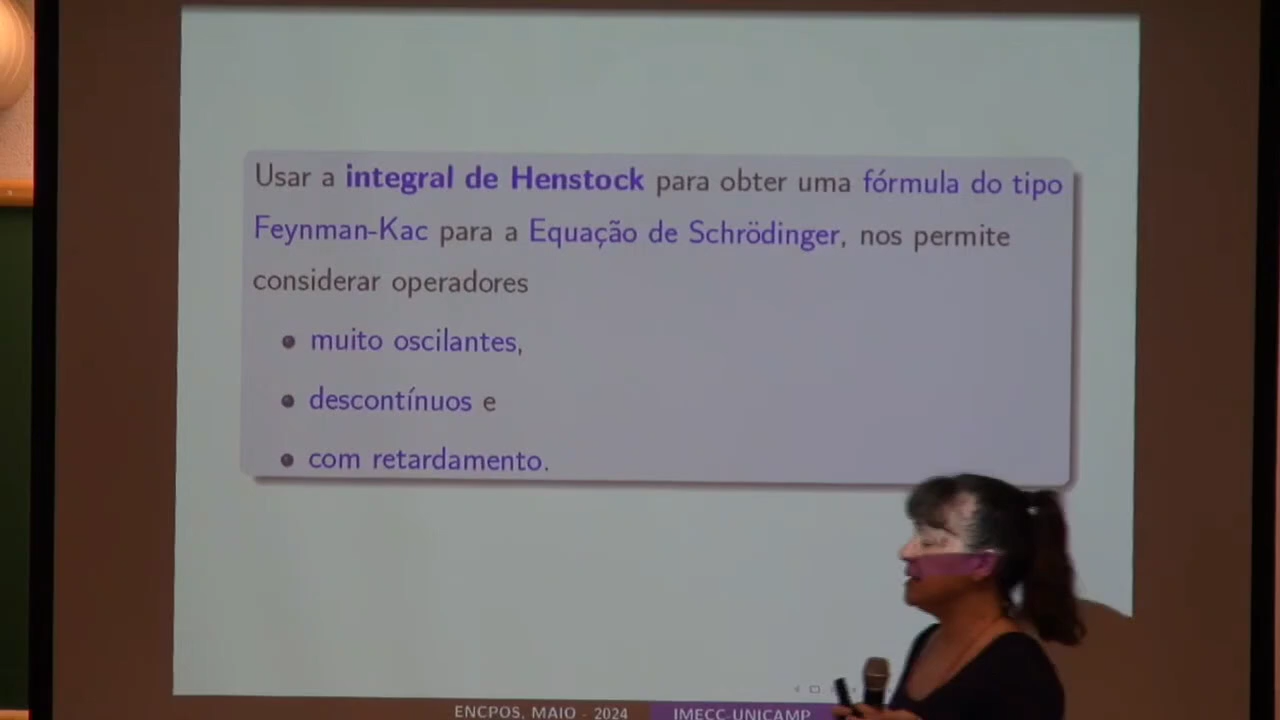 Usar a integral de Henstock para obter uma fórmula do tipo
Feynman-Kac para a Equação de Schrödinger, nos permite
considerar operadores
muito oscilantes,
descontínuos e
com retardamento.
ENCPOS, MAIO - 2024 IMECC-UNICAMP